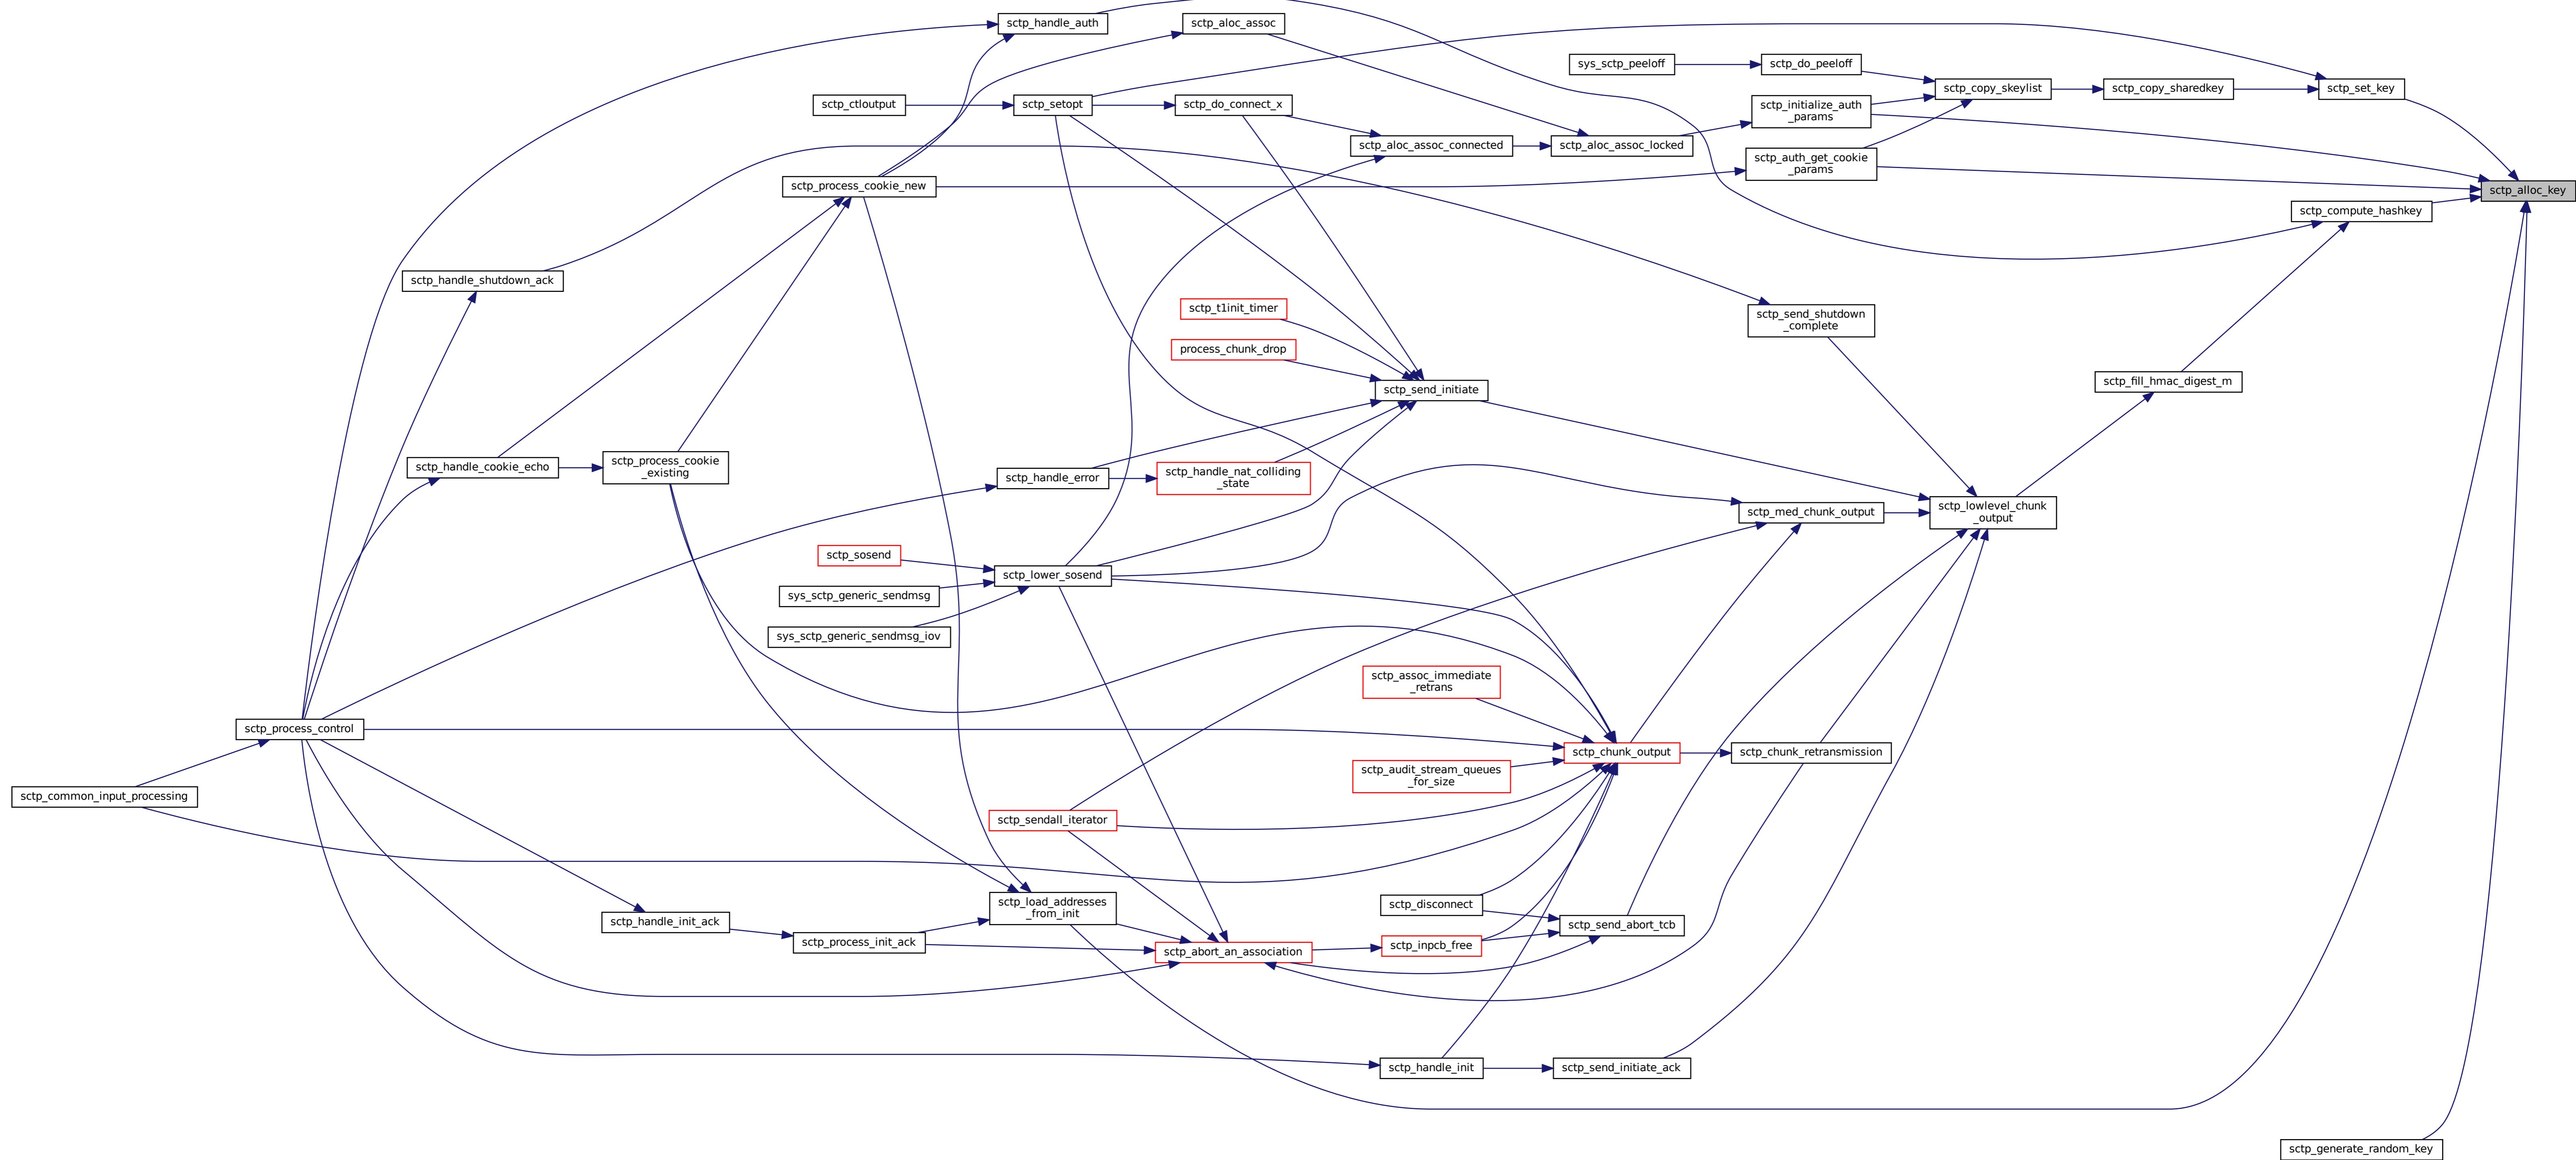 sctp_handle_auth
sctp_aloc_assoc
sys_sctp_peeloff
sctp_do_peeloff
sctp_copy_skeylist
sctp_copy_sharedkey
sctp_set_key
sctp_ctloutput
sctp_setopt
sctp_do_connect_x
sctp_initialize_auth
_params
sctp_aloc_assoc_connected
sctp_aloc_assoc_locked
sctp_auth_get_cookie
_params
sctp_process_cookie_new
sctp_alloc_key
sctp_compute_hashkey
sctp_handle_shutdown_ack
sctp_t1init_timer
sctp_send_shutdown
_complete
process_chunk_drop
sctp_send_initiate
sctp_fill_hmac_digest_m
sctp_handle_cookie_echo
sctp_process_cookie
_existing
sctp_handle_error
sctp_handle_nat_colliding
_state
sctp_med_chunk_output
sctp_lowlevel_chunk
_output
sctp_sosend
sctp_lower_sosend
sys_sctp_generic_sendmsg
sys_sctp_generic_sendmsg_iov
sctp_assoc_immediate
_retrans
sctp_process_control
sctp_chunk_output
sctp_chunk_retransmission
sctp_audit_stream_queues
_for_size
sctp_common_input_processing
sctp_sendall_iterator
sctp_load_addresses
_from_init
sctp_disconnect
sctp_handle_init_ack
sctp_send_abort_tcb
sctp_process_init_ack
sctp_abort_an_association
sctp_inpcb_free
sctp_handle_init
sctp_send_initiate_ack
sctp_generate_random_key